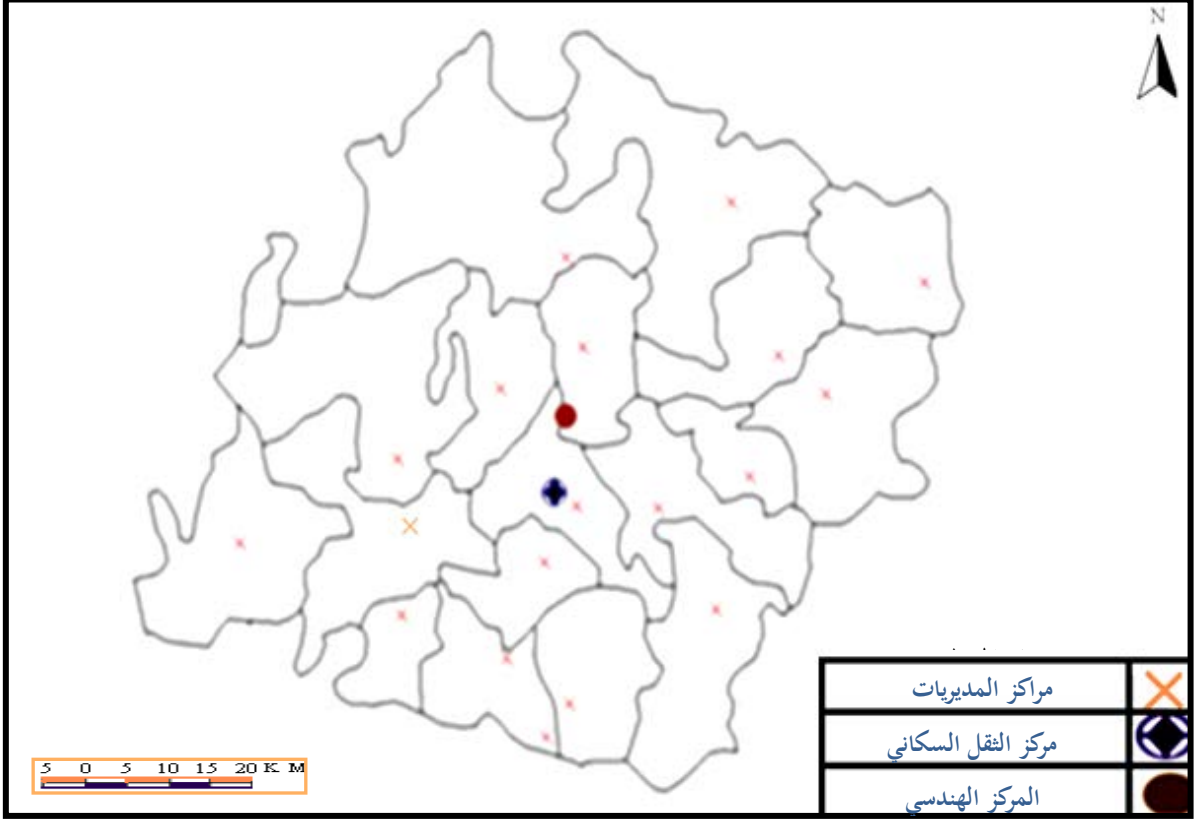 N
مراكز المديريات
مركز الثقل السكاني
المركز الهندسي
5 0 5 10 15 20 K M